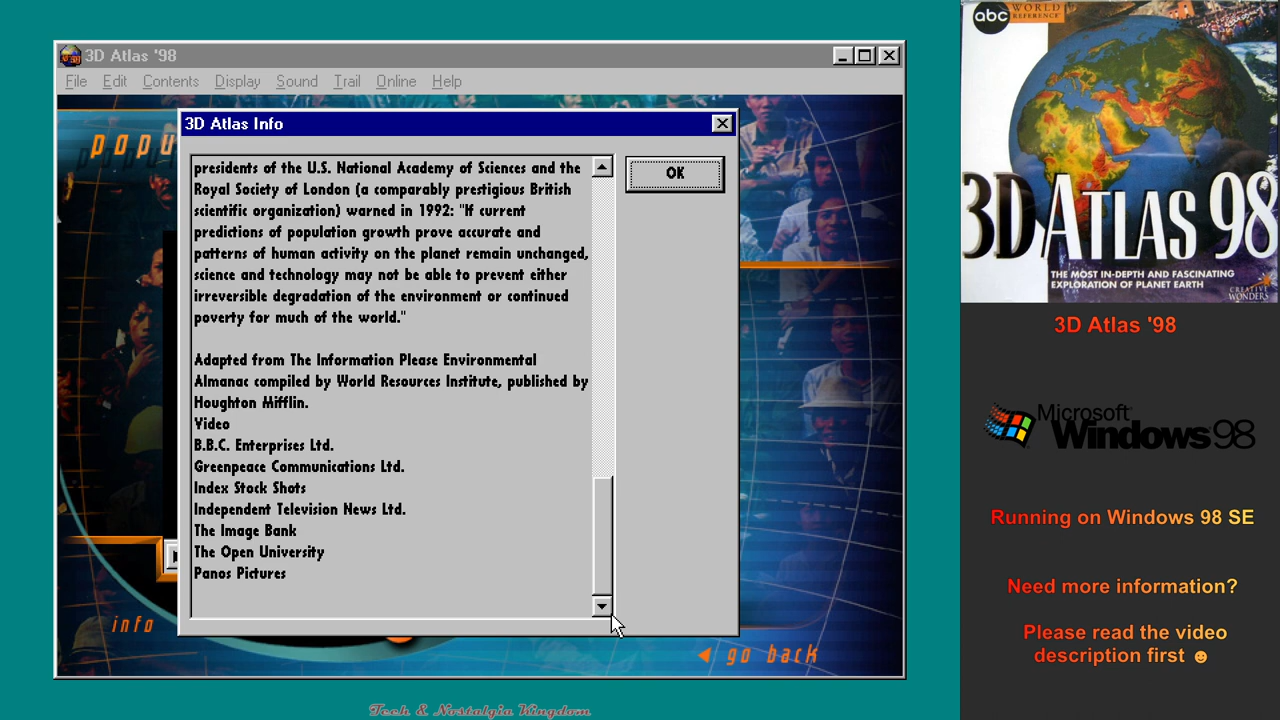 3D Atlas '98
File Edit Contents Display Sound Trail Online Help
popu
3D Atlas Info
presidents of the U.S. National Academy of Sciences and the
Royal Society of London (a comparably prestigious British
scientific organization) warned in 1992: "If current
predictions of population growth prove accurate and
patterns of human activity on the planet remain unchanged,
science and technology may not be able to prevent either
irreversible degradation of the environment or continued
poverty for much of the world."
Adapted from The Information Please Environmental
Almanac compiled by World Resources Institute, published by
Houghton Mifflin.
Video
B.B.C. Enterprises Ltd.
Greenpeace Communications Ltd.
Index Stock Shots
Independent Television News Ltd.
The Image Bank
The Open University
Panos Pictures
OK
info
go back
Tech & Nostalgia Kingdom
abc WORLD
REFERENCE
3D ATLAS 98
THE MOST IN-DEPTH AND FASCINATING
EXPLORATION OF PLANET EARTH
CREATIVE
WONDERS
3D Atlas '98
Microsoft
Windows 98
Running on Windows 98 SE
Need more information?
Please read the video
description first ☻